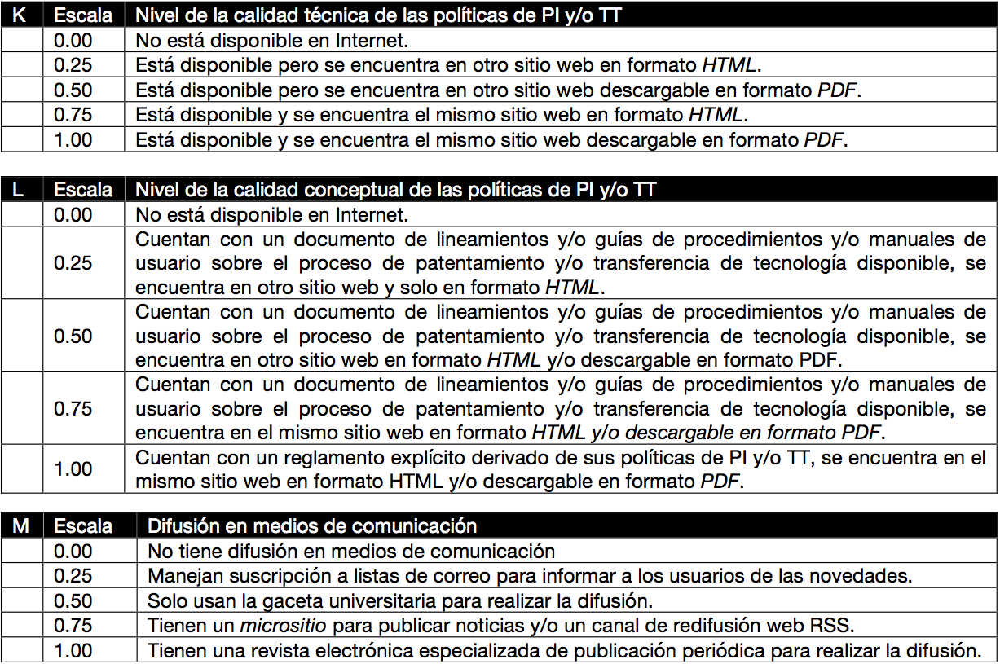 K Escala Nivel de la calidad técnica de las políticas de PI y/o TT
0.00 No está disponible en Internet.
0.25 Está disponible pero se encuentra en otro sitio web en formato HTML.
0.50 Está disponible pero se encuentra en otro sitio web descargable en formato PDF.
0.75 Está disponible y se encuentra el mismo sitio web en formato HTML.
1.00 Está disponible y se encuentra el mismo sitio web descargable en formato PDF.
L Escala Nivel de la calidad conceptual de las políticas de PI y/o TT
0.00 No está disponible en Internet.
Cuentan con un documento de lineamientos y/o guías de procedimientos y/o manuales de
0.25 usuario sobre el proceso de patentamiento y/o transferencia de tecnología disponible, se
encuentra en otro sitio web y solo en formato HTML.
Cuentan con un documento de lineamientos y/o guías de procedimientos y/o manuales de
0.50 usuario sobre el proceso de patentamiento y/o transferencia de tecnología disponible, se
encuentra en otro sitio web en formato HTML y/o descargable en formato PDF.
Cuentan con un documento de lineamientos y/o guías de procedimientos y/o manuales de
0.75 usuario sobre el proceso de patentamiento y/o transferencia de tecnología disponible, se
encuentra en el mismo sitio web en formato HTML y/o descargable en formato PDF.
1.00 Cuentan con un reglamento explícito derivado de sus políticas de PI y/o TT, se encuentra en el
mismo sitio web en formato HTML y/o descargable en formato PDF.
M Escala Difusión en medios de comunicación
0.00 No tiene difusión en medios de comunicación
0.25 Manejan suscripción a listas de correo para informar a los usuarios de las novedades.
0.50 Solo usan la gaceta universitaria para realizar la difusión.
0.75 Tienen un micrositio para publicar noticias y/o un canal de redifusión web RSS.
1.00 Tienen una revista electrónica especializada de publicación periódica para realizar la difusión.